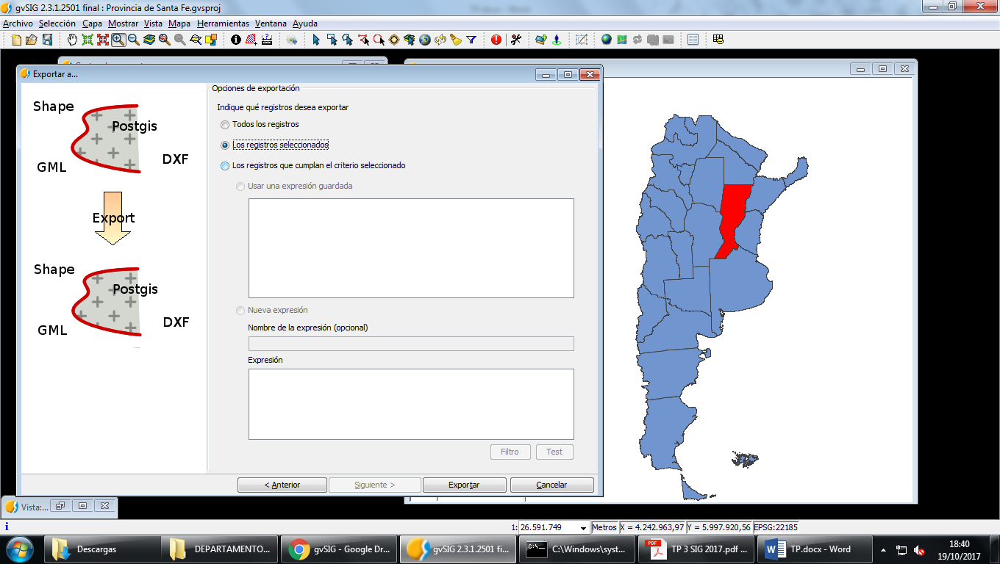 gvSIG 2.3.1.2501 final : Provincia de Santa Fe.gvsproj
Archivo Selección Capa Mostrar Vista Mapa Herramientas Ventana Ayuda
Exportar a...
Opciones de exportación
Indique qué registros desea exportar
Todos los registros
Los registros seleccionados
Los registros que cumplan el criterio seleccionado
Usar una expresión guardada
Nueva expresión
Nombre de la expresión (opcional)
Expresión
Filtro Test
Shape
Postgis
GML
DXF
Export
Shape
Postgis
GML
DXF
< Anterior Siguiente > Exportar Cancelar
Vista:...
1: 26.591.749 Metros X = 4.242.963,97 Y = 5.997.920,56 EPSG:22185
Descargas DEPARTAMENTO... gvSIG - Google Dr... gvSIG 2.3.1.2501 fi... C:\Windows\syst... TP 3 SIG 2017.pdf ... TP.docx - Word
18:40
19/10/2017